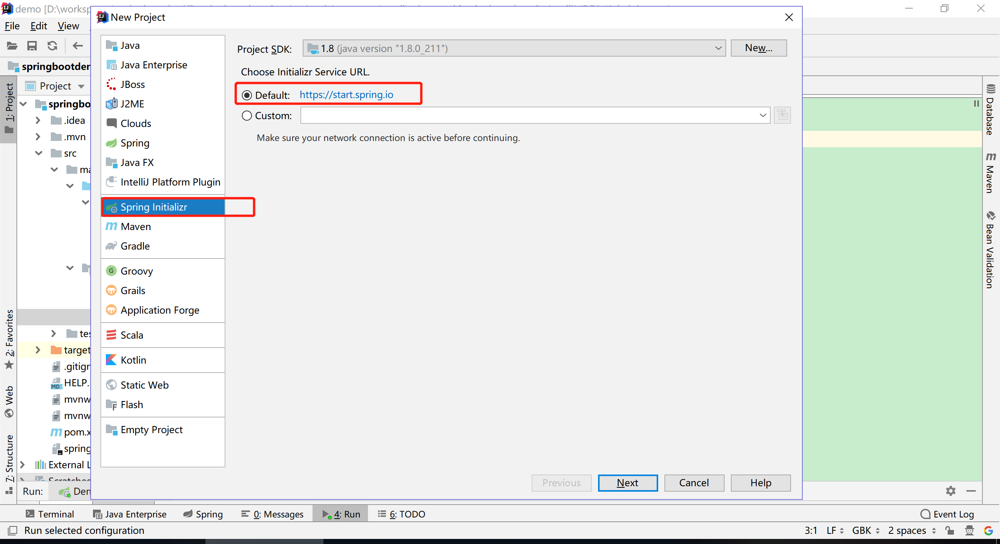 demo [D:\worksp
New Project
File Edit View
springbootden
Project
springbo
.idea
.mvn
src
ma
tes
target
.gitign
HELP.
mvnw
mvnw
pom.x
spring
External L
Scratches
Run: Den
1: Project
2: Favorites
Web
7: Structure
Java
Java Enterprise
JBoss
J2ME
Clouds
Spring
Java FX
IntelliJ Platform Plugin
Spring Initializr
Maven
Gradle
Groovy
Grails
Application Forge
Scala
Kotlin
Static Web
Flash
Empty Project
Project SDK: 1.8 (java version "1.8.0_211") New...
Choose Initializr Service URL.
Default: https://start.spring.io
Custom:
Make sure your network connection is active before continuing.
Previous Next Cancel Help
Database
Maven
Bean Validation
Terminal Java Enterprise Spring 0: Messages 4: Run 6: TODO Event Log
Run selected configuration 3:1 LF GBK 2 spaces